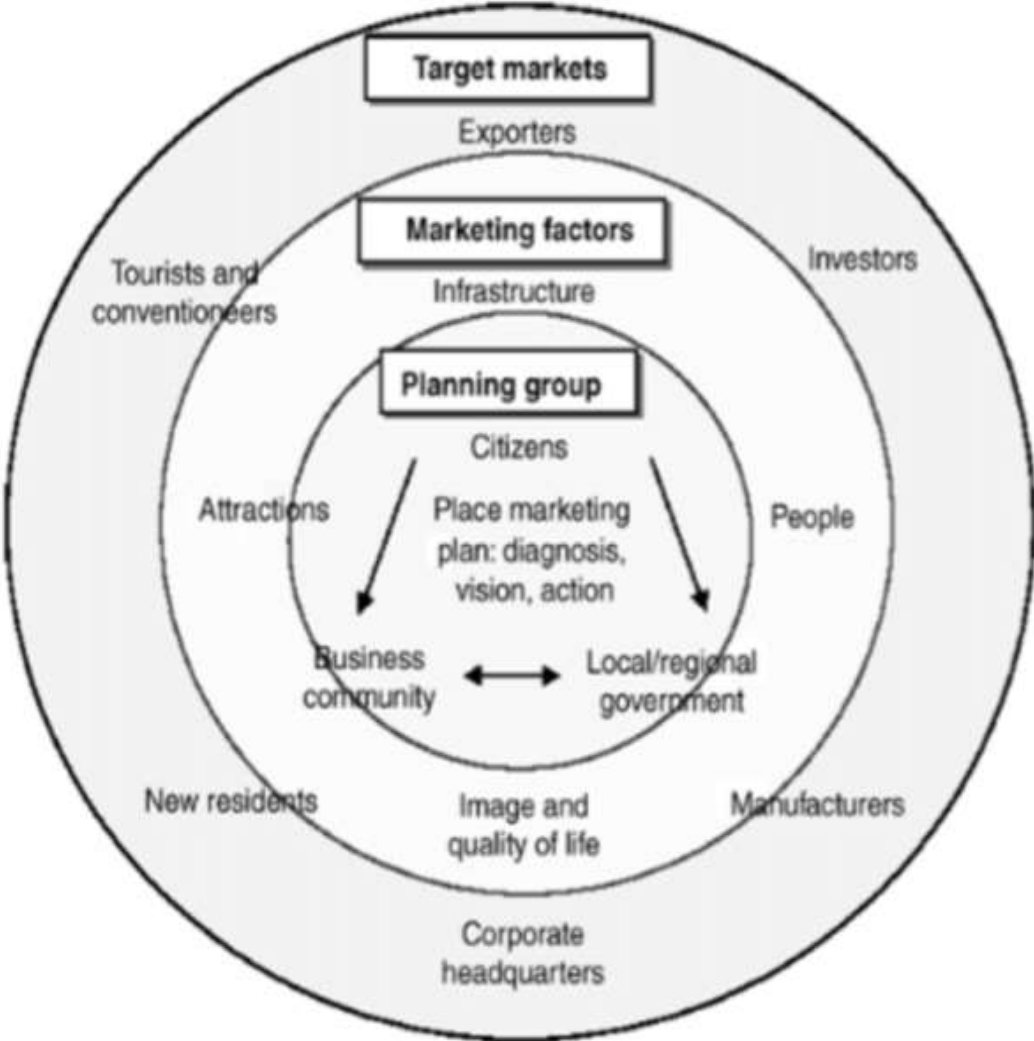 Target markets
Exporters
Marketing factors
Investors
Tourists and
conventioneers
Infrastructure
Planning group
Citizens
Attractions
Place marketing
plan: diagnosis,
vision, action
People
Business
community
Local/regional
government
New residents
Image and
quality of life
Manufacturers
Corporate
headquarters